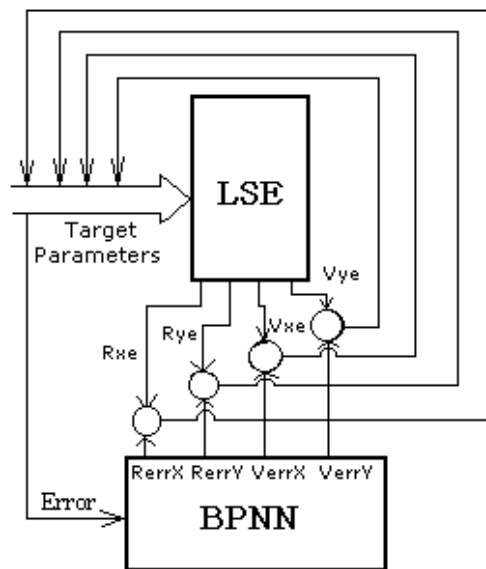 LSE
Target
Parameters
Vye
Vxe
Rye
Rxe
RerrX RerrY VerrX VerrY
Error
BPNN